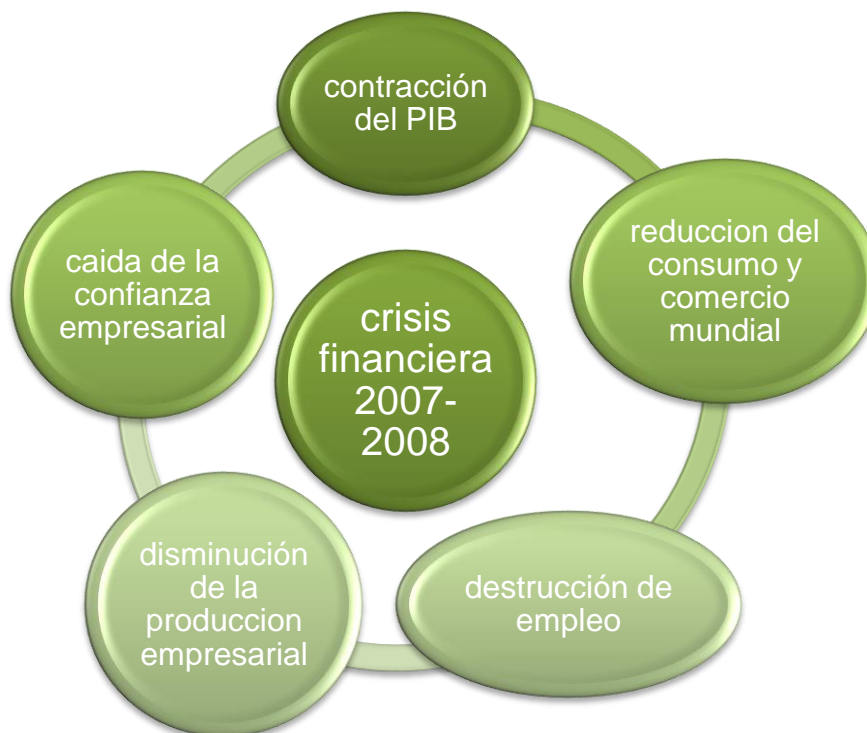 contracción
del PIB
reduccion del
consumo y
comercio
mundial
destrucción de
empleo
disminución
de la
produccion
empresarial
caida de la
confianza
empresarial
crisis
financiera
2007-
2008